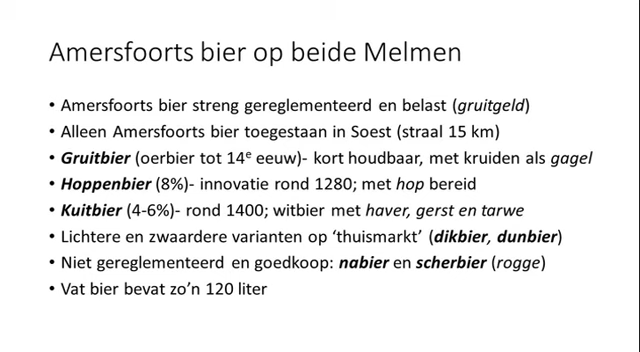 Amersfoorts bier op beide Melmen
• Amersfoorts bier streng gereglementeerd en belast (gruitgeld)
• Alleen Amersfoorts bier toegestaan in Soest (straal 15 km)
• Gruitbier (oerbier tot 14e eeuw)- kort houdbaar, met kruiden als gagel
• Hoppenbier (8%)- innovatie rond 1280; met hop bereid
• Kuitbier (4-6%)- rond 1400; witbier met haver, gerst en tarwe
• Lichtere en zwaardere varianten op ‘thuismarkt’ (dikbier, dunbier)
• Niet gereglementeerd en goedkoop: nabier en scherbier (rogge)
• Vat bier bevat zo’n 120 liter